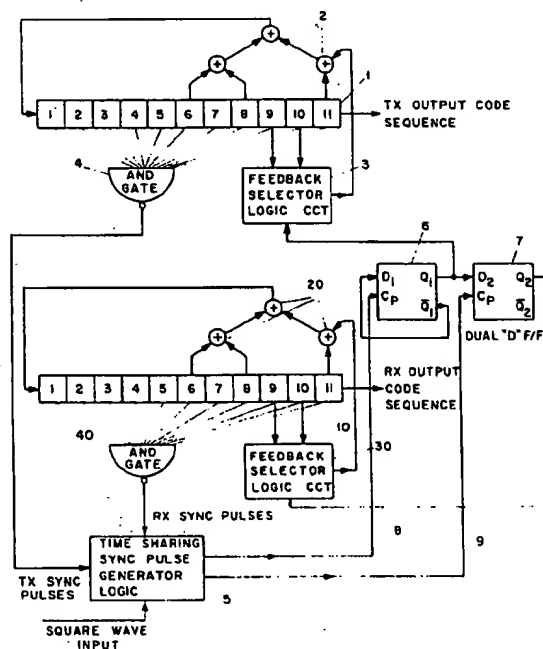 2
1
1 2 3 4 5 6 7 8 9 10 11
TX OUTPUT CODE
SEQUENCE
4
AND
GATE
FEEDBACK
SELECTOR
LOGIC CCT
3
6
7
D1 Q1
CP Q̅1
D2 Q2
CP Q̅2
DUAL "D" F/F
20
1 2 3 4 5 6 7 8 9 10 11
RX OUTPUT
CODE
SEQUENCE
10
30
40
AND
GATE
FEEDBACK
SELECTOR
LOGIC CCT
RX SYNC PULSES
8
9
TIME SHARING
SYNC PULSE
GENERATOR
LOGIC
5
TX SYNC
PULSES
SQUARE WAVE
INPUT